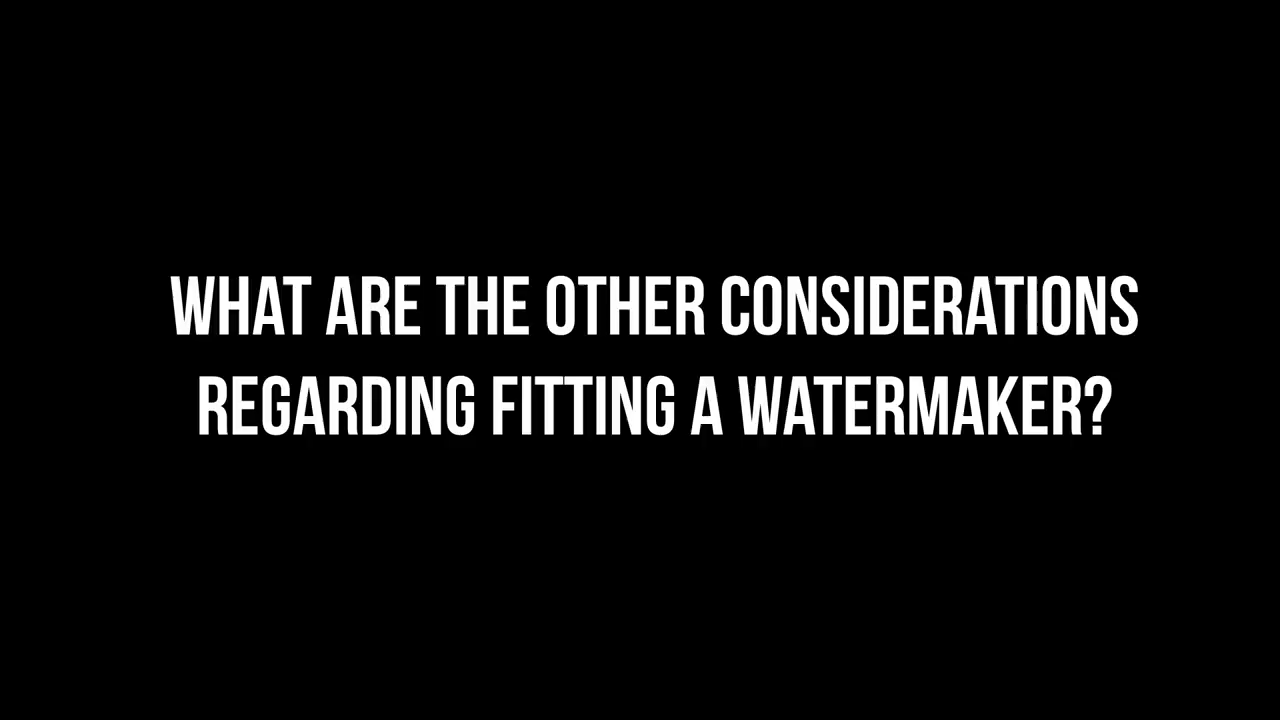 WHAT ARE THE OTHER CONSIDERATIONS
REGARDING FITTING A WATERMAKER?